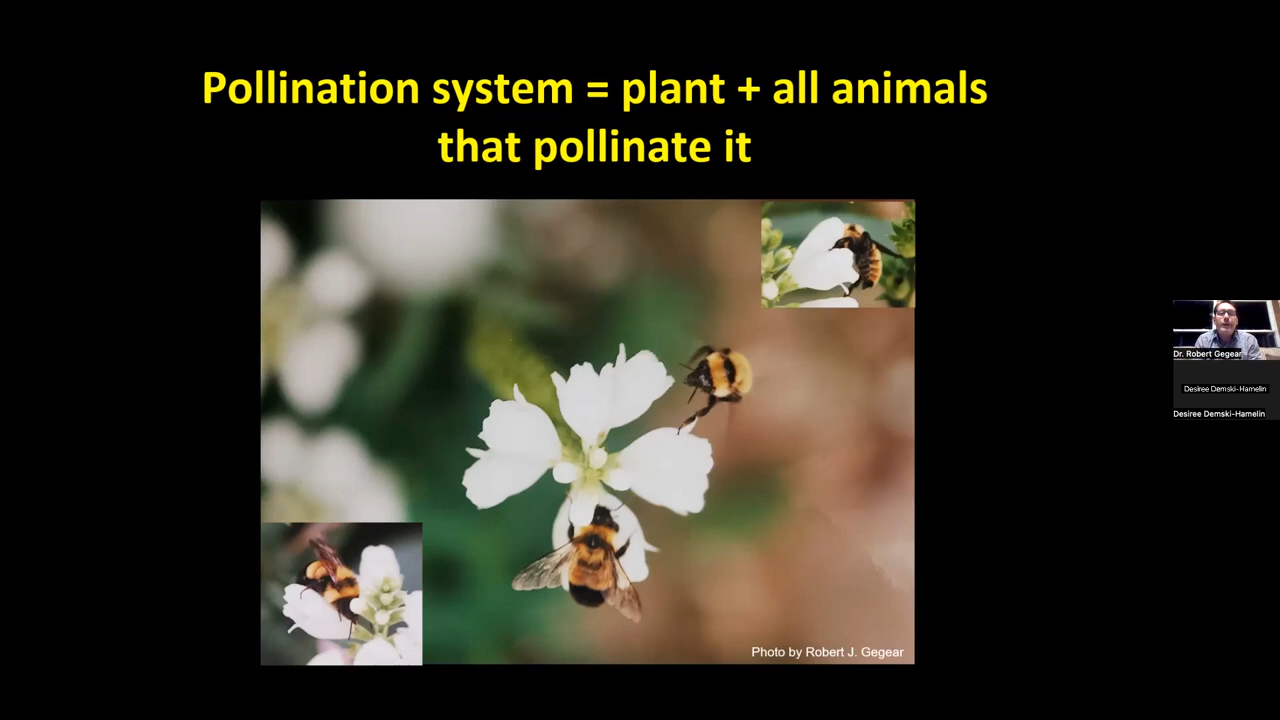 Pollination system = plant + all animals
that pollinate it
Photo by Robert J. Gegear
Dr. Robert Gegear
Desiree Demski-Hamelin
Desiree Demski-Hamelin